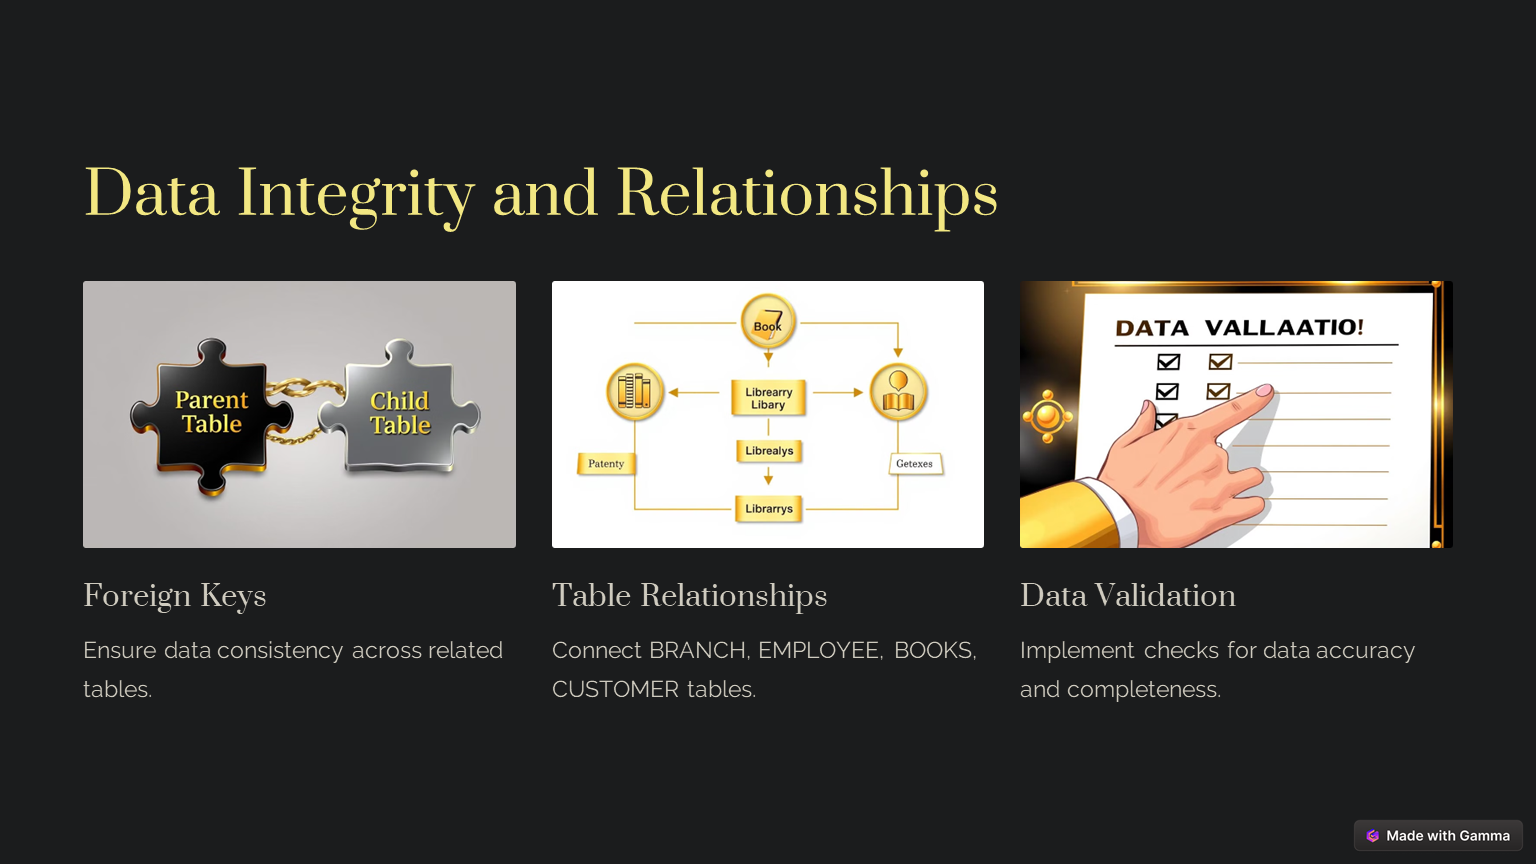 Data Integrity and Relationships
Parent
Table
Child
Table
Book
Librearry
Libary
Librealys
Patenty
Getexes
Librarrys
DATA VALLAATIO!
Foreign Keys
Ensure data consistency across related
tables.
Table Relationships
Connect BRANCH, EMPLOYEE, BOOKS,
CUSTOMER tables.
Data Validation
Implement checks for data accuracy
and completeness.
Made with Gamma